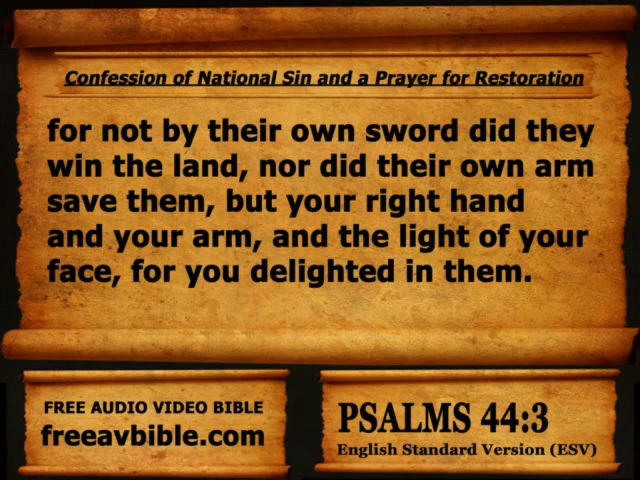 Confession of National Sin and a Prayer for Restoration
for not by their own sword did they
win the land, nor did their own arm
save them, but your right hand
and your arm, and the light of your
face, for you delighted in them.
FREE AUDIO VIDEO BIBLE
freeavbible.com
PSALMS 44:3
English Standard Version (ESV)